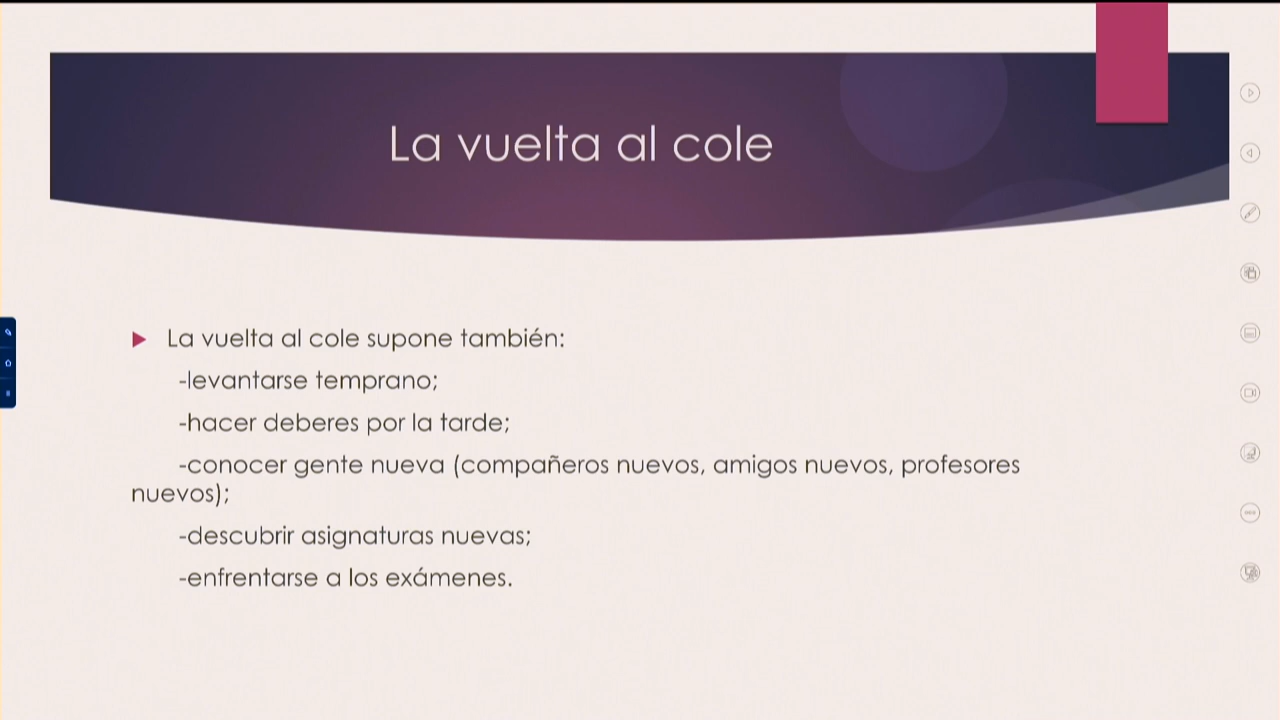 La vuelta al cole
La vuelta al cole supone también:
-levantarse temprano;
-hacer deberes por la tarde;
-conocer gente nueva (compañeros nuevos, amigos nuevos, profesores
nuevos);
-descubrir asignaturas nuevas;
-enfrentarse a los exámenes.